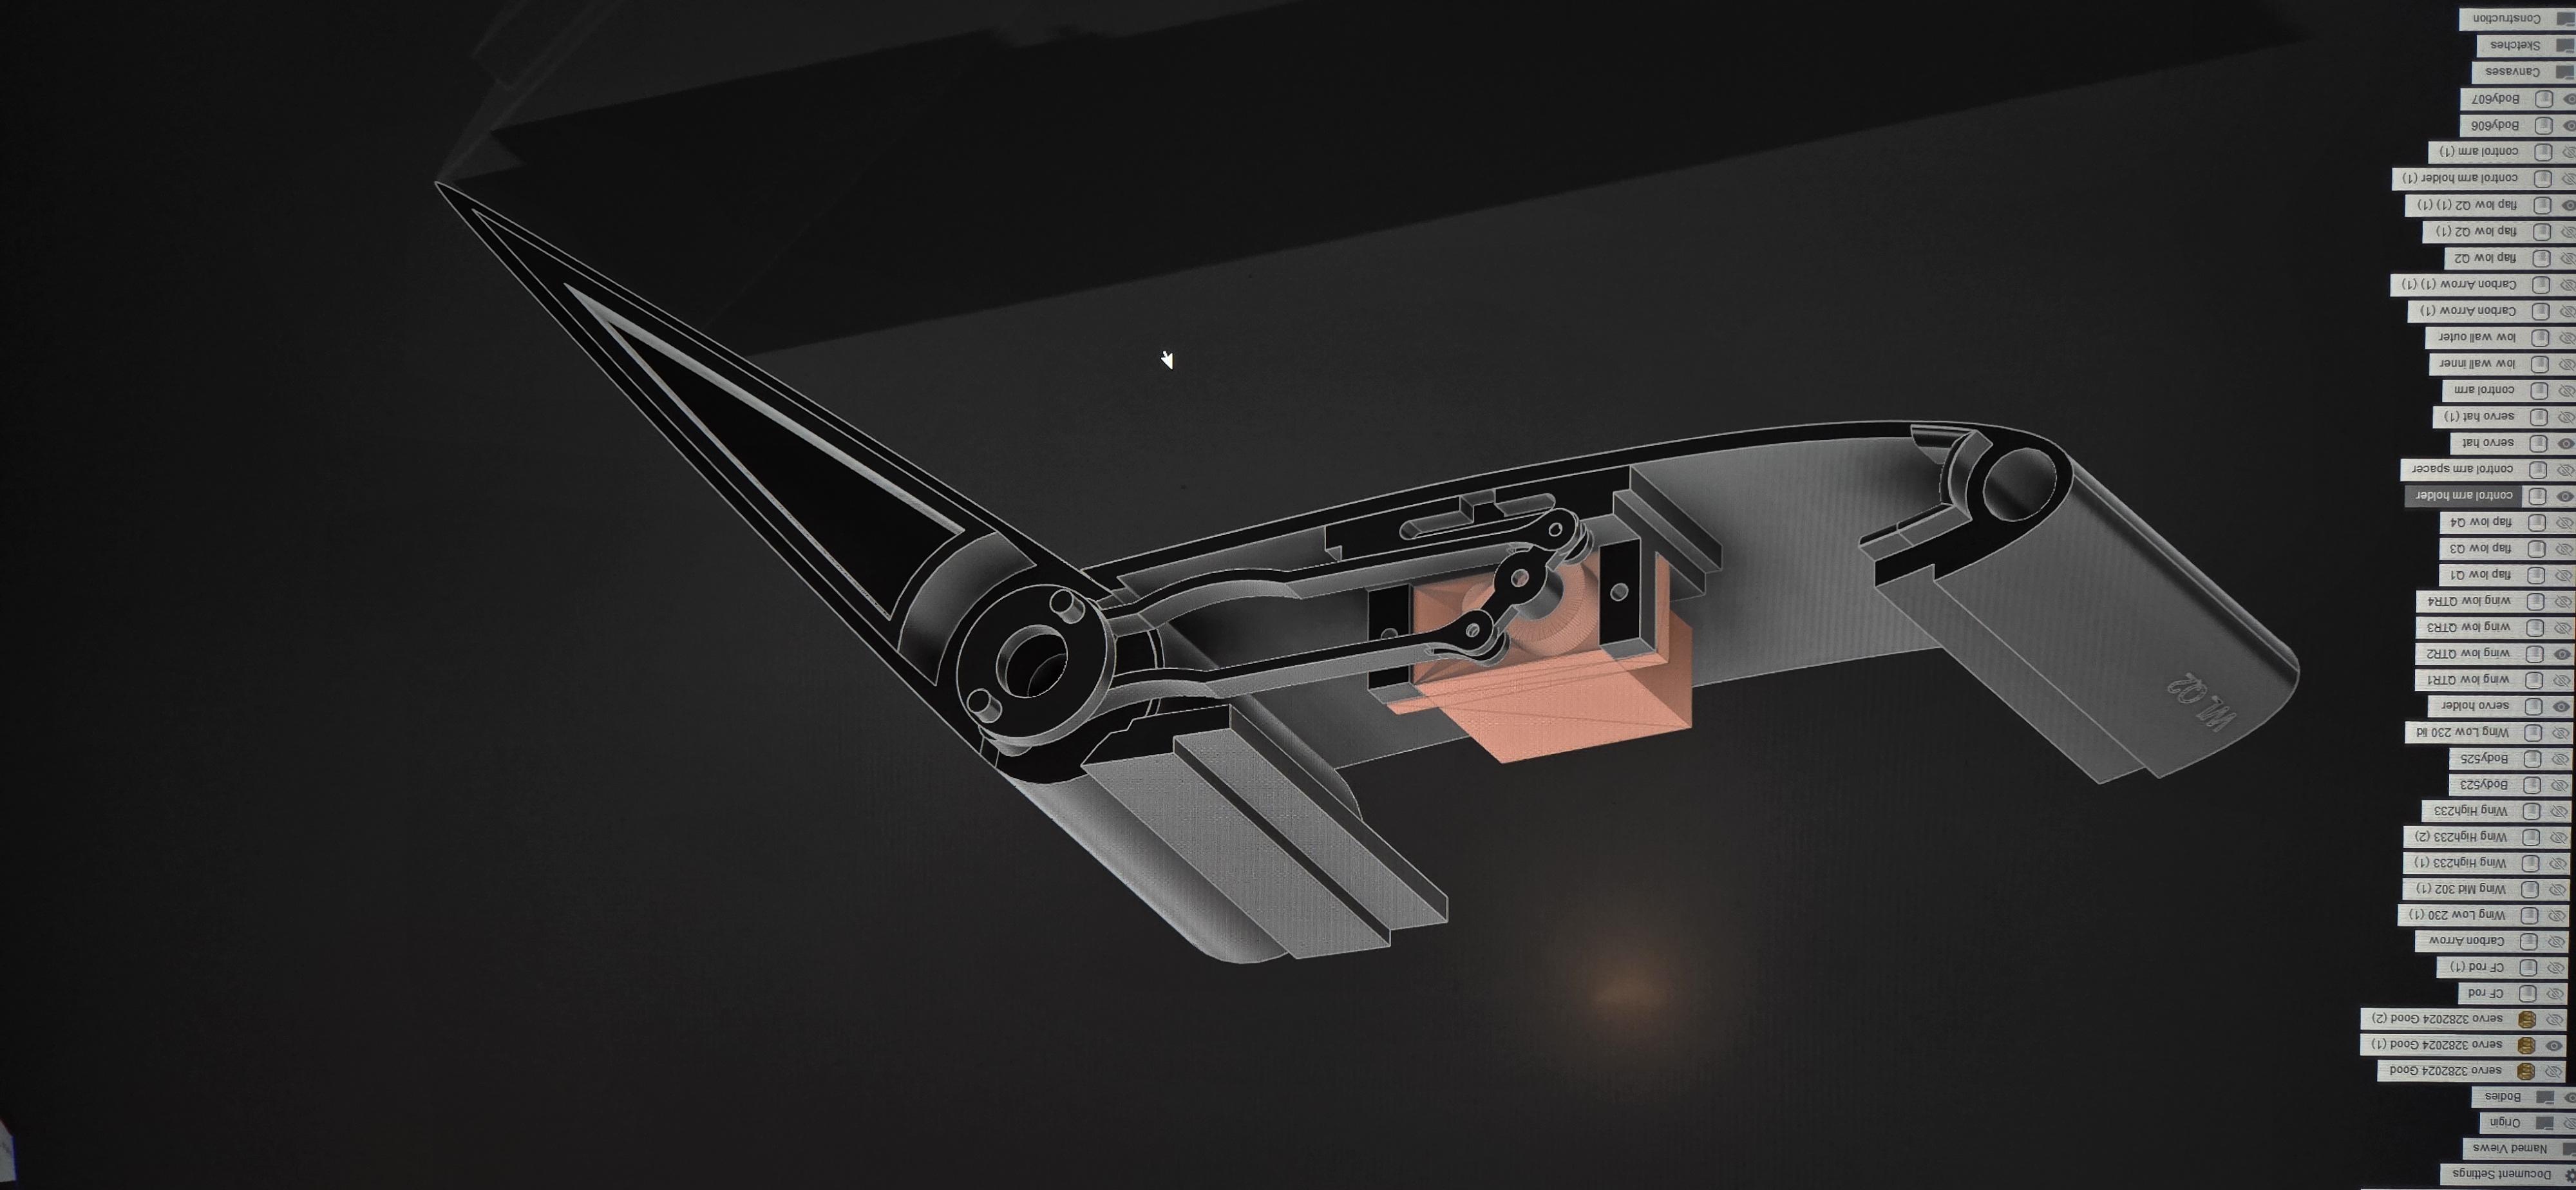 Document Settings
Named Views
Origin
Bodies
servo 3282024 Good
servo 3282024 Good (1)
servo 3282024 Good (2)
CF rod
CF rod (1)
Carbon Arrow
Wing Low 230 (1)
Wing Mid 302 (1)
Wing High233 (1)
Wing High233 (2)
Wing High233
Body523
Body525
Wing Low 230 lid
servo holder
wing low QTR1
wing low QTR2
wing low QTR3
wing low QTR4
flap low Q1
flap low Q3
flap low Q4
control arm holder
control arm spacer
servo hat
servo hat (1)
control arm
low wall inner
low wall outer
Carbon Arrow (1)
Carbon Arrow (1) (1)
flap low Q2
flap low Q2 (1)
flap low Q2 (1) (1)
control arm holder (1)
control arm (1)
Body606
Body607
Canvases
Sketches
Construction
WL Q2